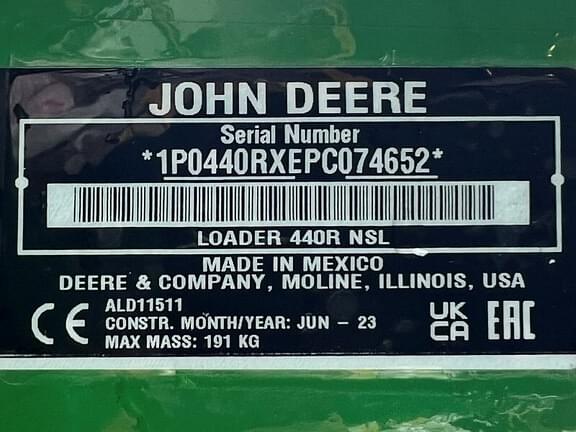 JOHN DEERE
Serial Number
*1P0440RXEPC074652*
LOADER 440R NSL
MADE IN MEXICO
DEERE & COMPANY, MOLINE, ILLINOIS, USA
ALD11511
CONSTR. MONTH/YEAR: JUN – 23
MAX MASS: 191 KG
CE
UK
CA
EAC